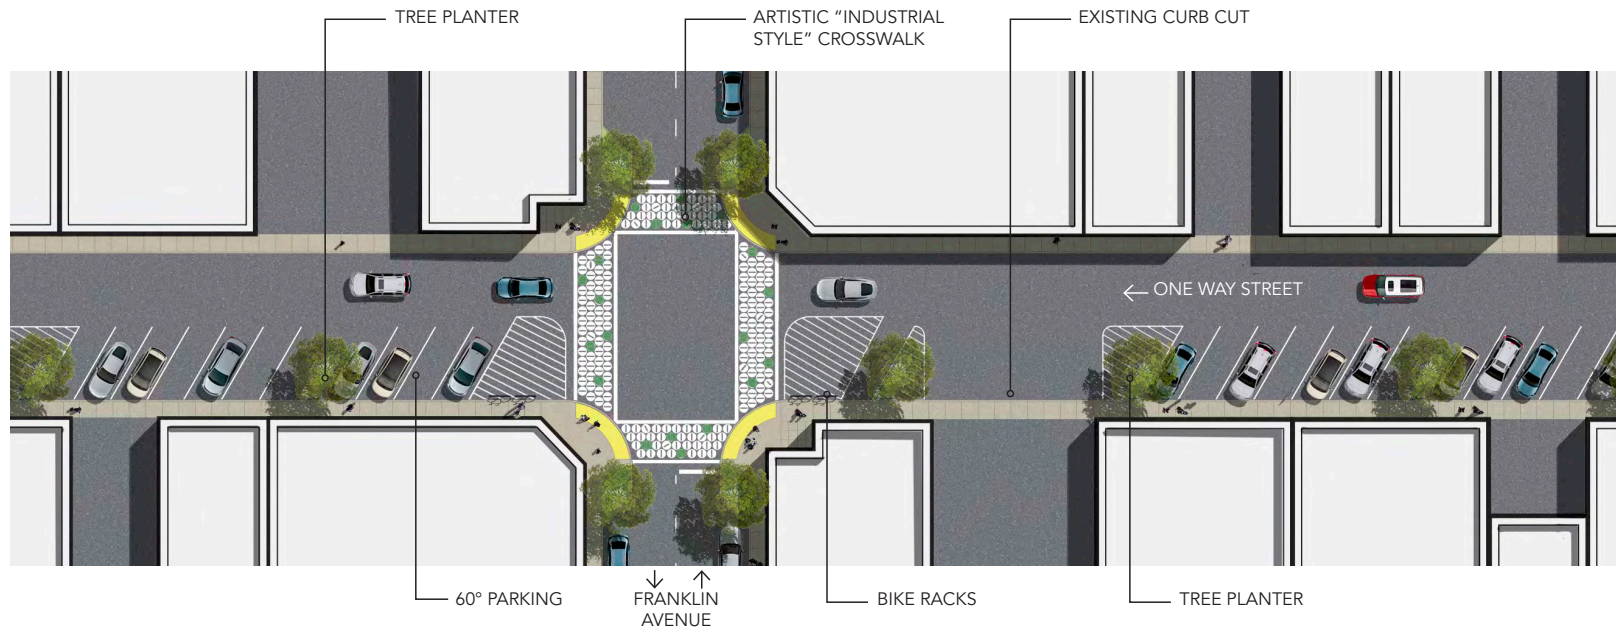 TREE PLANTER
ARTISTIC “INDUSTRIAL
STYLE” CROSSWALK
EXISTING CURB CUT
ONE WAY STREET
60° PARKING
FRANKLIN
AVENUE
BIKE RACKS
TREE PLANTER